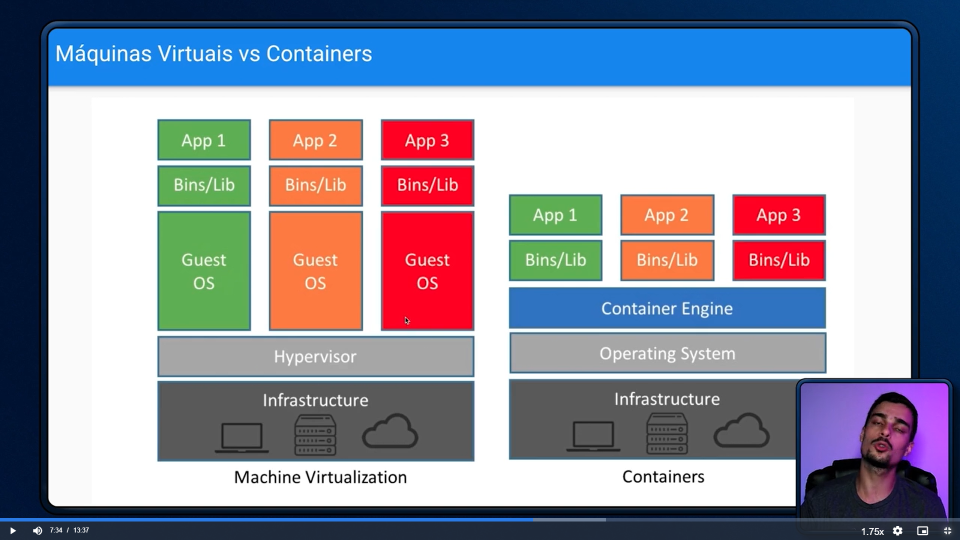 Máquinas Virtuais vs Containers
App 1
App 2
App 3
Bins/Lib
Bins/Lib
Bins/Lib
Guest
OS
Guest
OS
Guest
OS
Hypervisor
Infrastructure
Machine Virtualization
App 1
App 2
App 3
Bins/Lib
Bins/Lib
Bins/Lib
Container Engine
Operating System
Infrastructure
Containers
7:34 / 13:37
1.75x